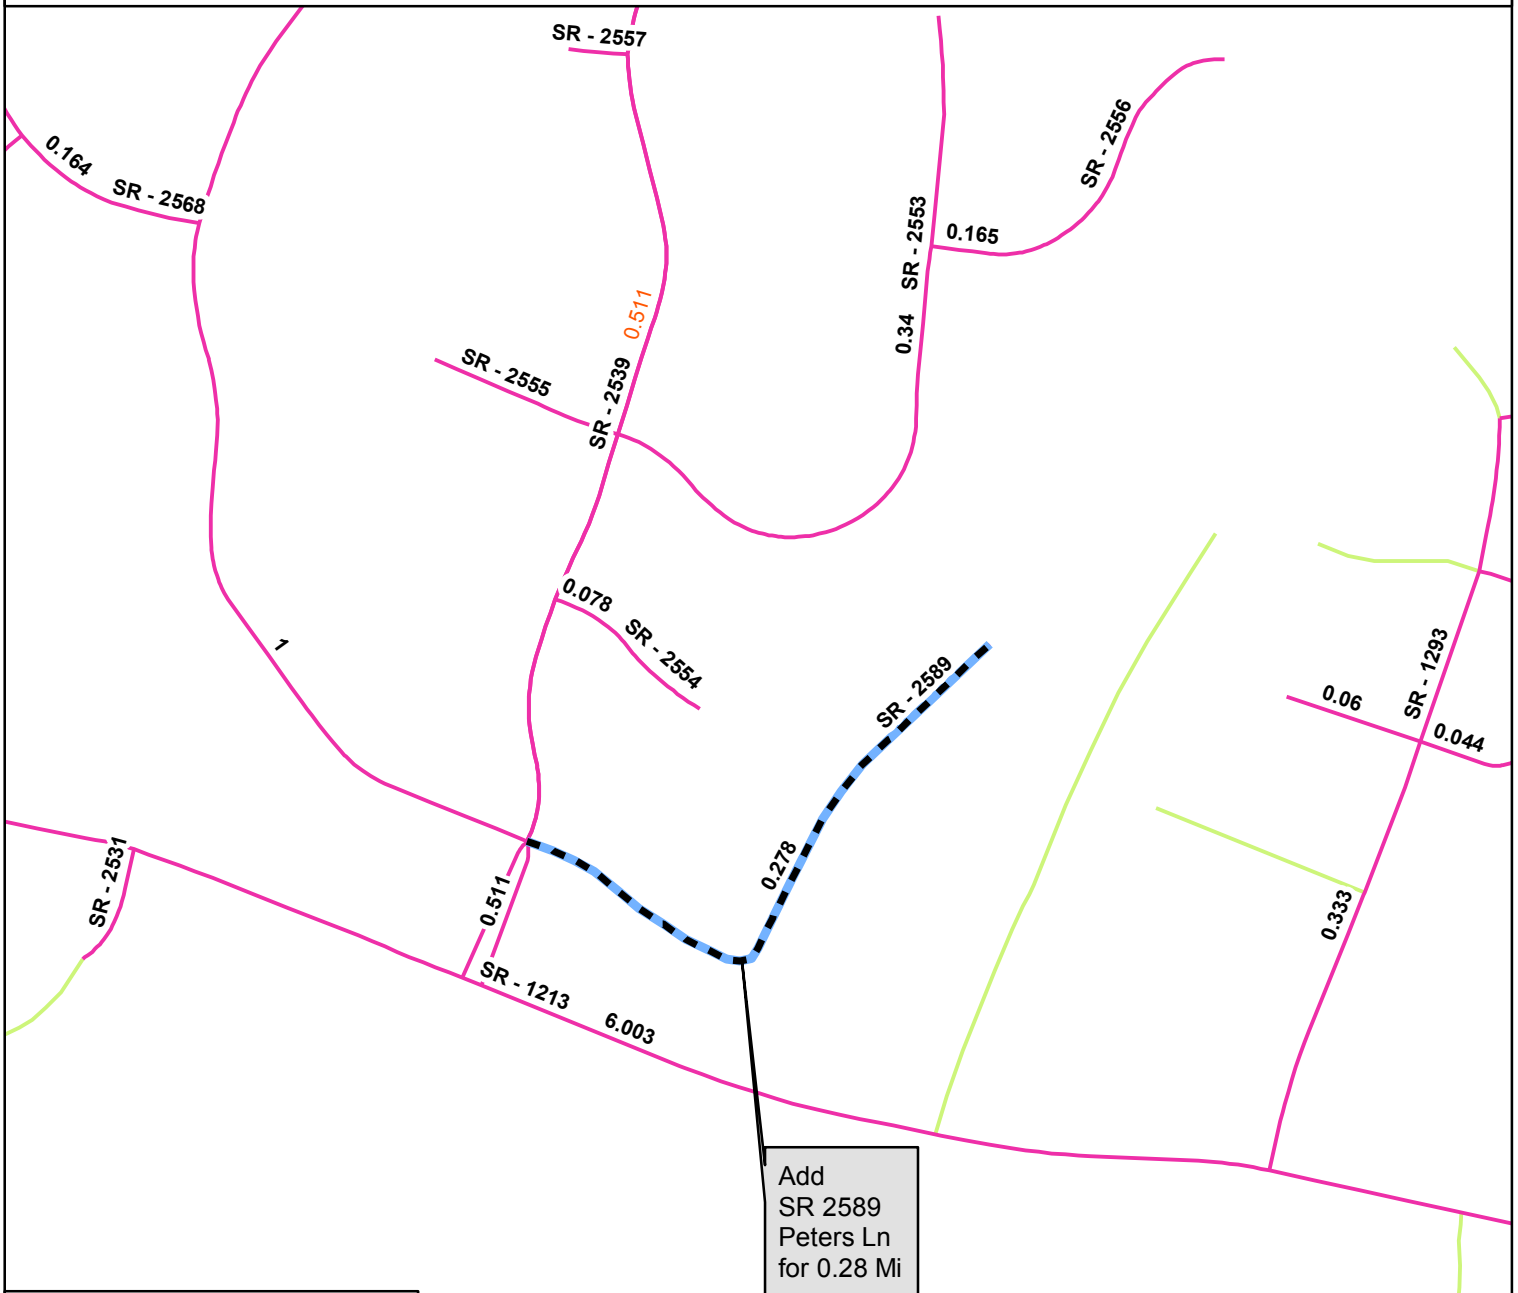 SR - 2557
0.164
SR - 2568
SR - 2556
SR - 2553
0.165
0.34
0.511
SR - 2555
SR - 2539
0.078
SR - 2554
1
SR - 2589
SR - 1293
0.06
0.044
0.278
SR - 2531
0.511
0.333
SR - 1213
6.003
Add
SR 2589
Peters Ln
for 0.28 Mi